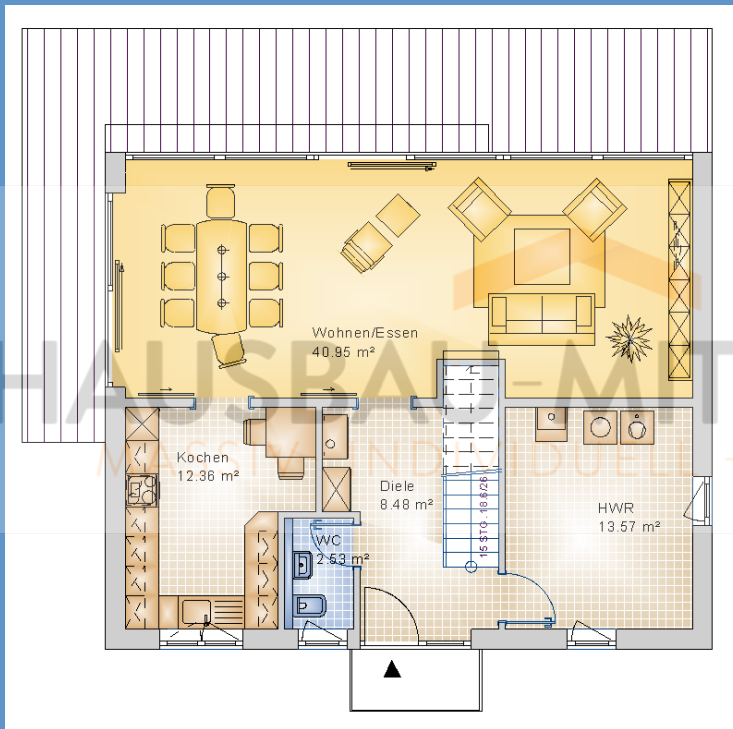 Wohnen/Essen
40.95 m²
HAUSBAU-MIT
MASSIV INDIVIDUELL -
Kochen
12.36 m²
Diele
8.48 m²
15 STG. 18.6/26
HWR
13.57 m²
WC
2.53 m²